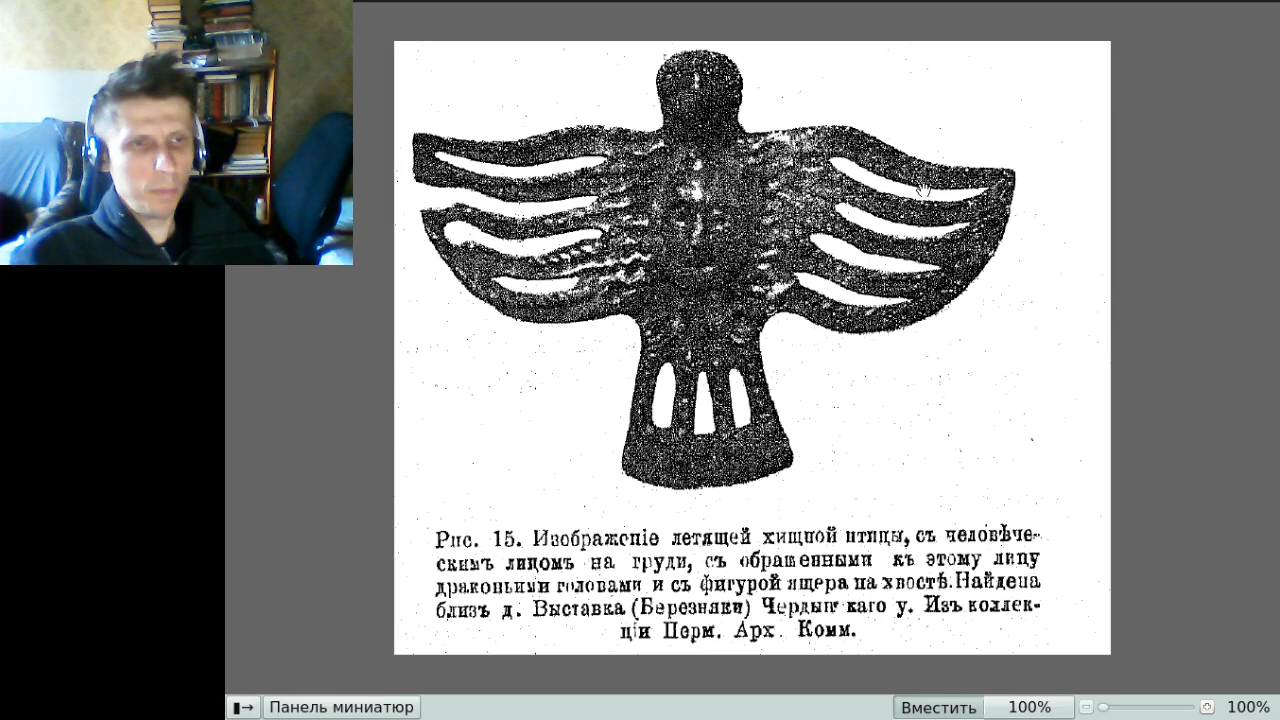 Рис. 15. Изображеніе летящей хищной птицы, съ человѣче-
скимъ лицомъ на груди, съ обращенными къ этому лицу
драконьими головами и съ фигурой ящера на хвостѣ. Найдена
близъ д. Выставка (Березняки) Чердынскаго у. Изъ коллек-
ціи Перм. Арх. Комм.
Панель миниатюр
Вместить
100%
100%